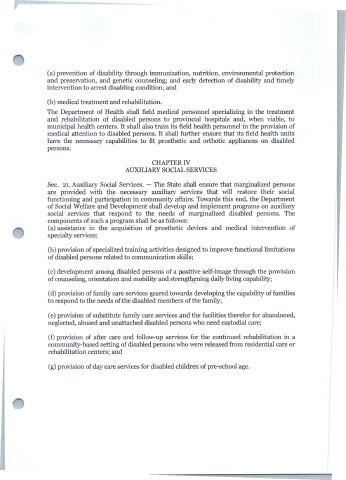 (a) prevention of disability through immunization, nutrition, environmental protection
and preservation, and genetic counseling; and early detection of disability and timely
intervention to arrest disabling condition; and
(b) medical treatment and rehabilitation.
The Department of Health shall field medical personnel specializing in the treatment
and rehabilitation of disabled persons to provincial hospitals and, when viable, to
municipal health centers. It shall also train its field health personnel in the provision of
medical attention to disabled persons. It shall further ensure that its field health units
have the necessary capabilities to fit prosthetic and orthotic appliances on disabled
persons.
CHAPTER IV
AUXILIARY SOCIAL SERVICES
Sec. 21. Auxiliary Social Services. — The State shall ensure that marginalized persons
are provided with the necessary auxiliary services that will restore their social
functioning and participation in community affairs. Towards this end, the Department
of Social Welfare and Development shall develop and implement programs on auxiliary
social services that respond to the needs of marginalized disabled persons. The
components of such a program shall be as follows:
(a) assistance in the acquisition of prosthetic devices and medical intervention of
specialty services;
(b) provision of specialized training activities designed to improve functional limitations
of disabled persons related to communication skills;
(c) development among disabled persons of a positive self-image through the provision
of counseling, orientation and mobility and strengthening daily living capability;
(d) provision of family care services geared towards developing the capability of families
to respond to the needs of the disabled members of the family;
(e) provision of substitute family care services and the facilities therefor for abandoned,
neglected, abused and unattached disabled persons who need custodial care;
(f) provision of after care and follow-up services for the continued rehabilitation in a
community-based setting of disabled persons who were released from residential care or
rehabilitation centers; and
(g) provision of day care services for disabled children of pre-school age.